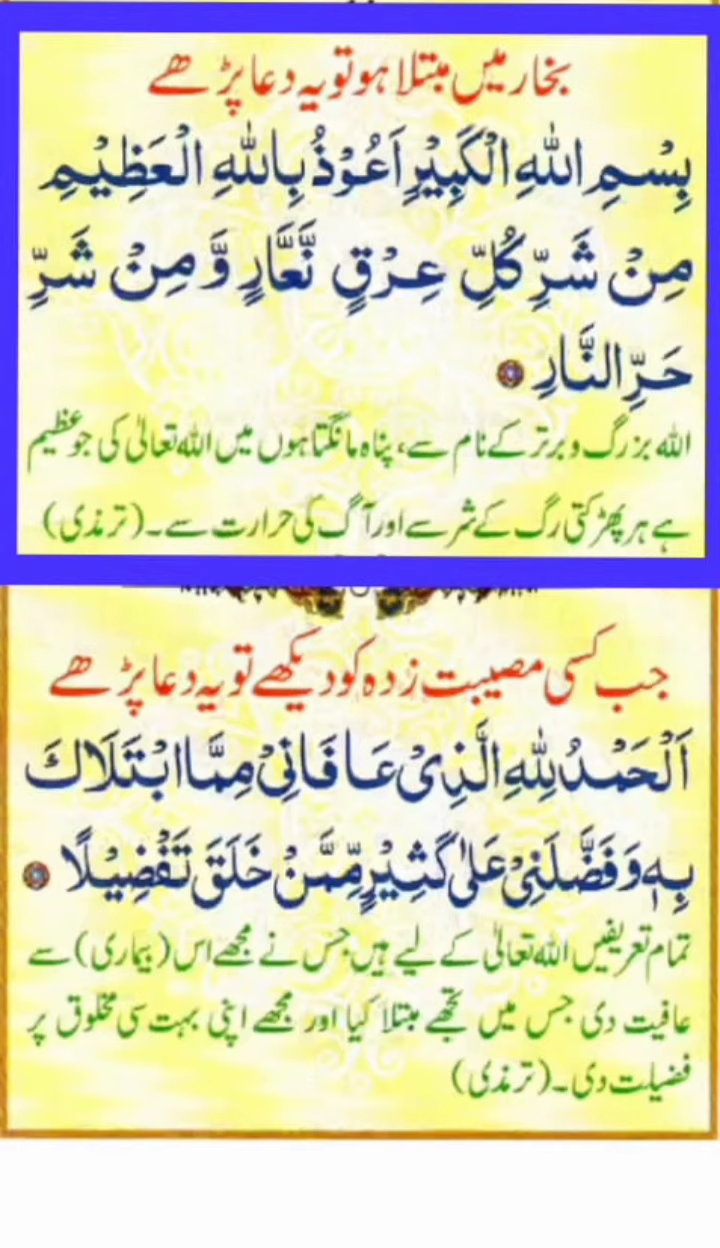 بخار میں مبتلا ہو تو یہ دعا پڑھے
بِسْمِ اللهِ الْكَبِيْرِ اَعُوْذُ بِاللهِ الْعَظِيْمِ
مِنْ شَرِّ كُلِّ عِرْقٍ نَّعَّارٍ وَّ مِنْ شَرِّ
حَرِّ النَّارِ
اللہ بزرگ و برتر کے نام سے، پناہ مانگتا ہوں میں اللہ تعالیٰ کی جو عظیم
ہے ہر پھڑکتی رگ کے شر سے اور آگ کی حرارت سے۔ (ترمذی)
جب کسی مصیبت زدہ کو دیکھے تو یہ دعا پڑھے
اَلْحَمْدُ لِلّٰهِ الَّذِىْ عَافَانِىْ مِمَّا ابْتَلَاكَ
بِهٖ وَفَضَّلَنِىْ عَلٰى كَثِيْرٍ مِّمَّنْ خَلَقَ تَفْضِيْلًا
تمام تعریفیں اللہ تعالیٰ کے لیے ہیں جس نے مجھے اس (بیماری) سے
عافیت دی جس میں تجھے مبتلا کیا اور مجھے اپنی بہت سی مخلوق پر
فضیلت دی۔ (ترمذی)